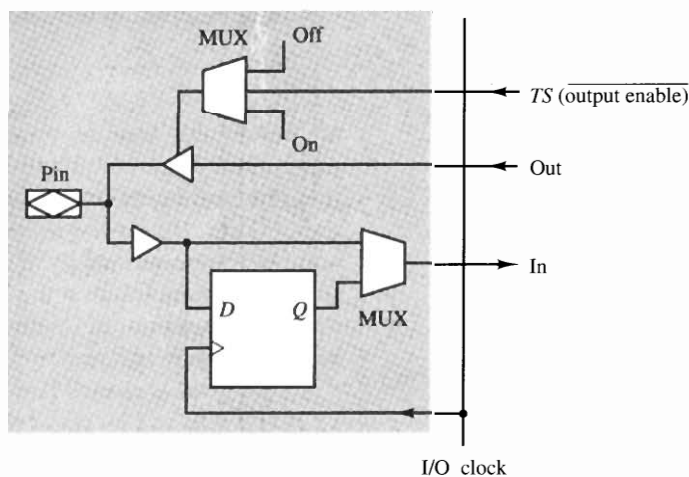 MUX
Off
TS (output enable)
On
Out
Pin
In
D
Q
MUX
I/O clock